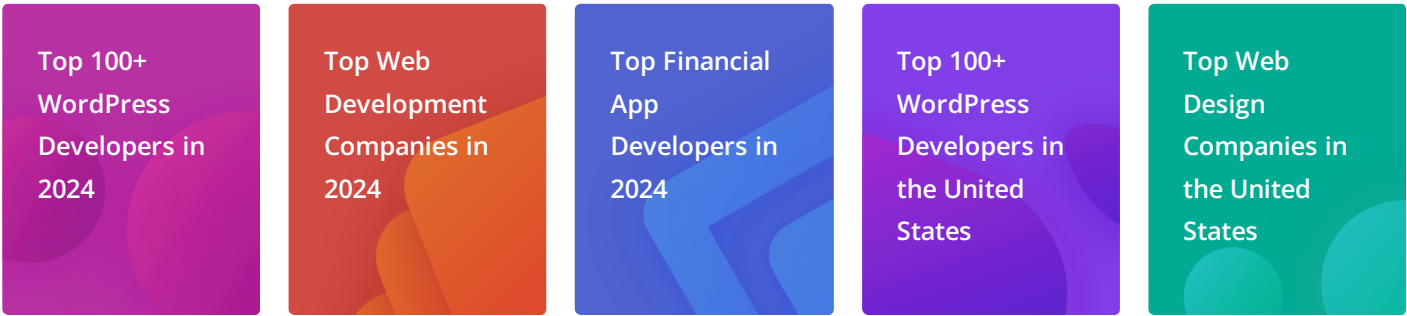 Top 100+
WordPress
Developers in
2024
Top Web
Development
Companies in
2024
Top Financial
App
Developers in
2024
Top 100+
WordPress
Developers in
the United
States
Top Web
Design
Companies in
the United
States